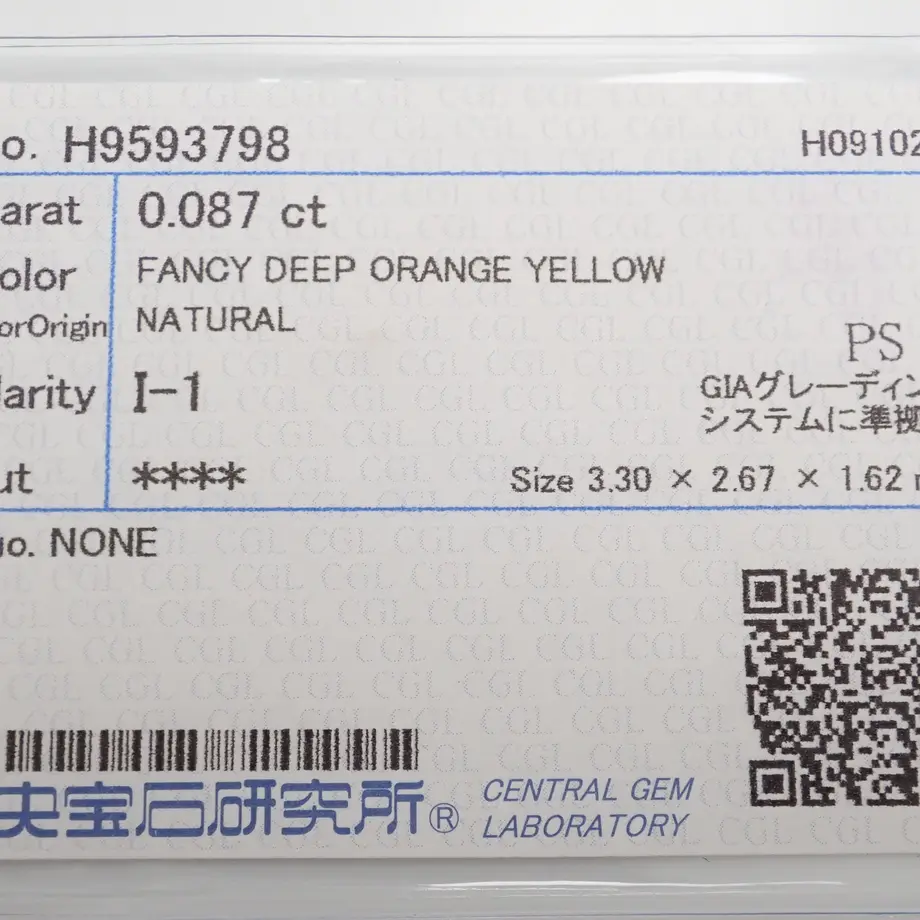 o. H9593798 H09102
arat 0.087 ct
olor FANCY DEEP ORANGE YELLOW
orOrigin NATURAL
PS
larity I-1 GIAグレーディン
システムに準拠
ut **** Size 3.30 × 2.67 × 1.62
uo. NONE
央宝石研究所® CENTRAL GEM
LABORATORY